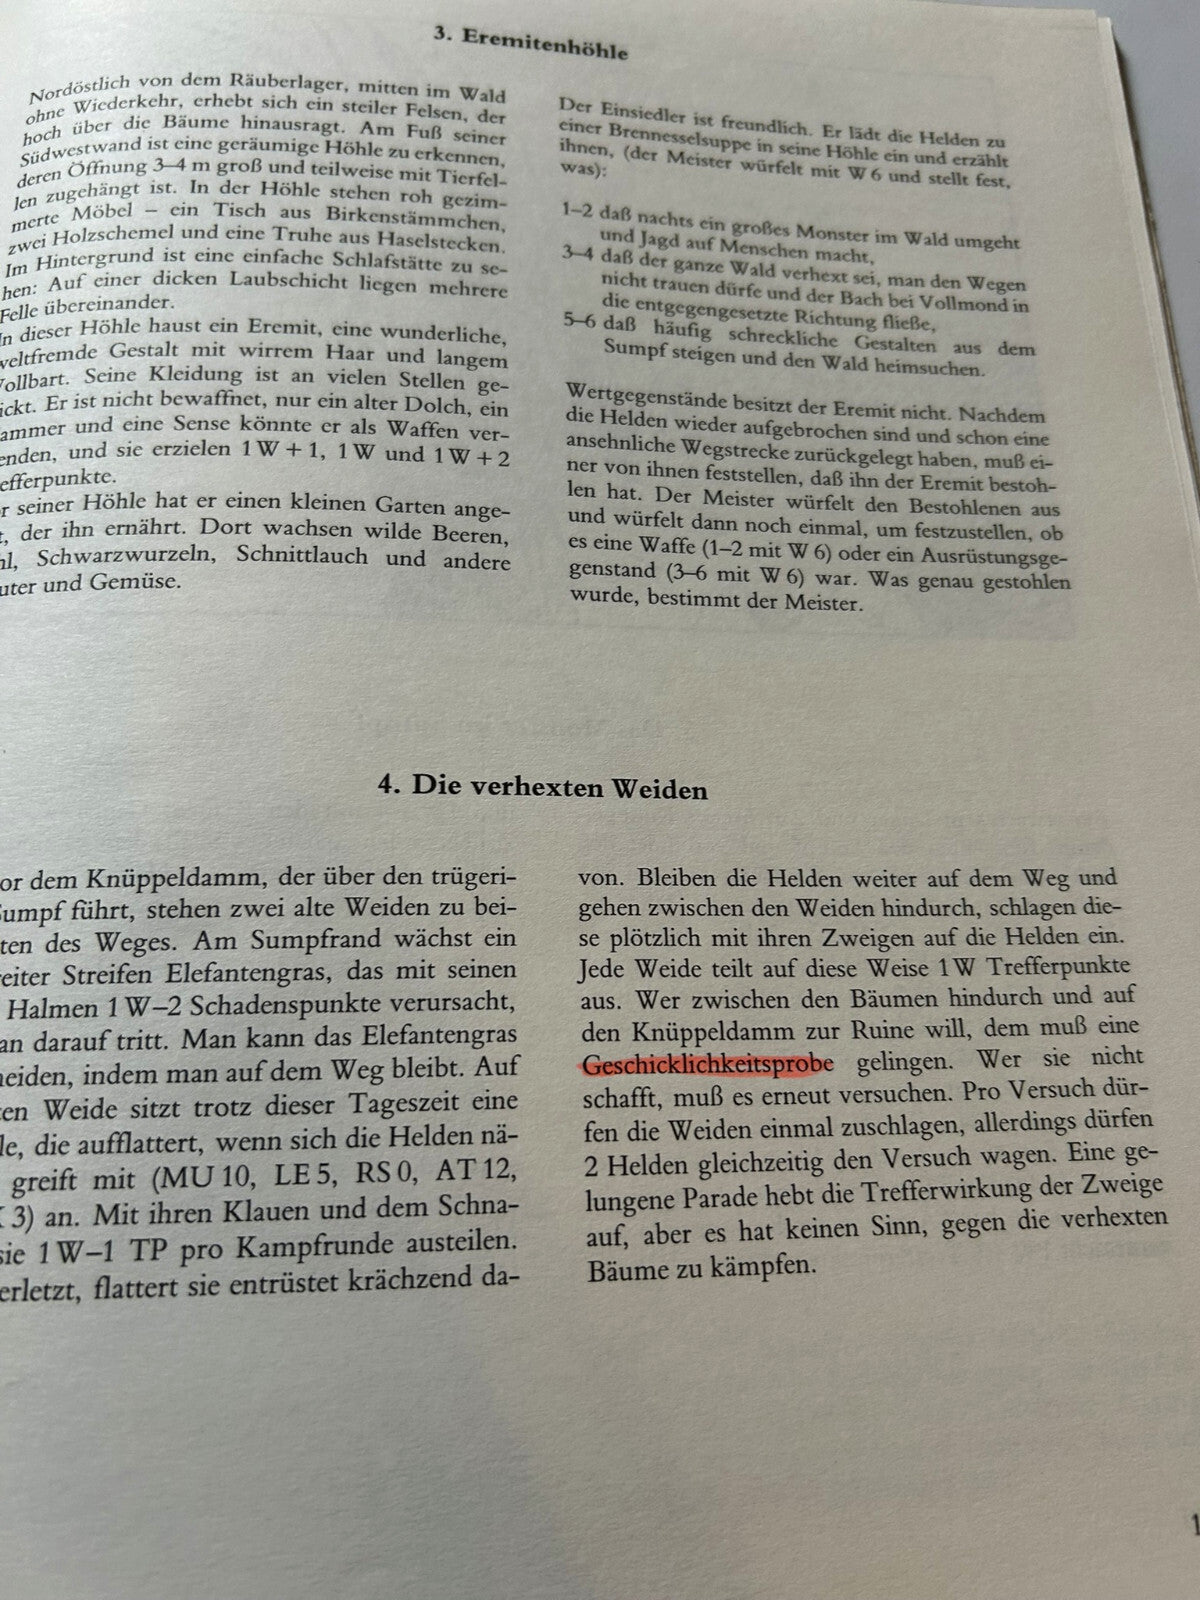 3. Eremitenhöhle
Nordöstlich von dem Räuberlager, mitten im Wald
ohne Wiederkehr, erhebt sich ein steiler Felsen, der
hoch über die Bäume hinausragt. Am Fuß seiner
Südwestwand ist eine geräumige Höhle zu erkennen,
deren Öffnung 3–4 m groß und teilweise mit Tierfel-
len zugehängt ist. In der Höhle stehen roh gezim-
merte Möbel – ein Tisch aus Birkenstämmchen,
zwei Holzschemel und eine Truhe aus Haselstecken.
Im Hintergrund ist eine einfache Schlafstätte zu se-
hen: Auf einer dicken Laubschicht liegen mehrere
Felle übereinander.
In dieser Höhle haust ein Eremit, eine wunderliche,
weltfremde Gestalt mit wirrem Haar und langem
Vollbart. Seine Kleidung ist an vielen Stellen ge-
ickt. Er ist nicht bewaffnet, nur ein alter Dolch, ein
ammer und eine Sense könnte er als Waffen ver-
enden, und sie erzielen 1 W + 1, 1 W und 1 W + 2
efferpunkte.
r seiner Höhle hat er einen kleinen Garten ange-
t, der ihn ernährt. Dort wachsen wilde Beeren,
hl, Schwarzwurzeln, Schnittlauch und andere
uter und Gemüse.
Der Einsiedler ist freundlich. Er lädt die Helden zu
einer Brennesselsuppe in seine Höhle ein und erzählt
ihnen, (der Meister würfelt mit W 6 und stellt fest,
was):
1–2 daß nachts ein großes Monster im Wald umgeht
und Jagd auf Menschen macht,
3–4 daß der ganze Wald verhext sei, man den Wegen
nicht trauen dürfe und der Bach bei Vollmond in
die entgegengesetzte Richtung fließe,
5–6 daß häufig schreckliche Gestalten aus dem
Sumpf steigen und den Wald heimsuchen.
Wertgegenstände besitzt der Eremit nicht. Nachdem
die Helden wieder aufgebrochen sind und schon eine
ansehnliche Wegstrecke zurückgelegt haben, muß ei-
ner von ihnen feststellen, daß ihn der Eremit bestoh-
len hat. Der Meister würfelt den Bestohlenen aus
und würfelt dann noch einmal, um festzustellen, ob
es eine Waffe (1–2 mit W 6) oder ein Ausrüstungsge-
genstand (3–6 mit W 6) war. Was genau gestohlen
wurde, bestimmt der Meister.
4. Die verhexten Weiden
or dem Knüppeldamm, der über den trügeri-
Sumpf führt, stehen zwei alte Weiden zu bei-
ten des Weges. Am Sumpfrand wächst ein
reiter Streifen Elefantengras, das mit seinen
Halmen 1 W–2 Schadenspunkte verursacht,
an darauf tritt. Man kann das Elefantengras
neiden, indem man auf dem Weg bleibt. Auf
ten Weide sitzt trotz dieser Tageszeit eine
le, die aufflattert, wenn sich die Helden nä-
greift mit (MU 10, LE 5, RS 0, AT 12,
K 3) an. Mit ihren Klauen und dem Schna-
sie 1 W–1 TP pro Kampfrunde austeilen.
erletzt, flattert sie entrüstet krächzend da-
von. Bleiben die Helden weiter auf dem Weg und
gehen zwischen den Weiden hindurch, schlagen die-
se plötzlich mit ihren Zweigen auf die Helden ein.
Jede Weide teilt auf diese Weise 1 W Trefferpunkte
aus. Wer zwischen den Bäumen hindurch und auf
den Knüppeldamm zur Ruine will, dem muß eine
Geschicklichkeitsprobe gelingen. Wer sie nicht
schafft, muß es erneut versuchen. Pro Versuch dür-
fen die Weiden einmal zuschlagen, allerdings dürfen
2 Helden gleichzeitig den Versuch wagen. Eine ge-
lungene Parade hebt die Trefferwirkung der Zweige
auf, aber es hat keinen Sinn, gegen die verhexten
Bäume zu kämpfen.
1